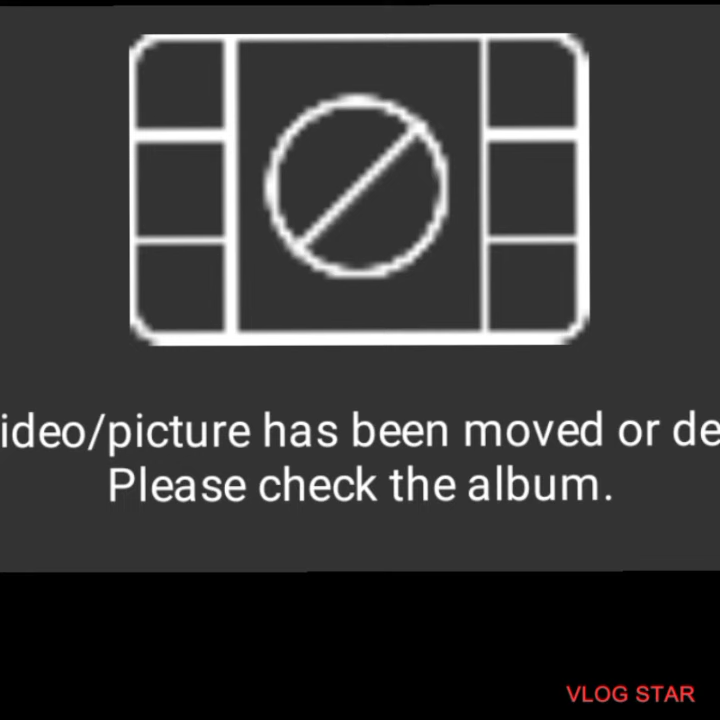 ideo/picture has been moved or de
Please check the album.
VLOG STAR